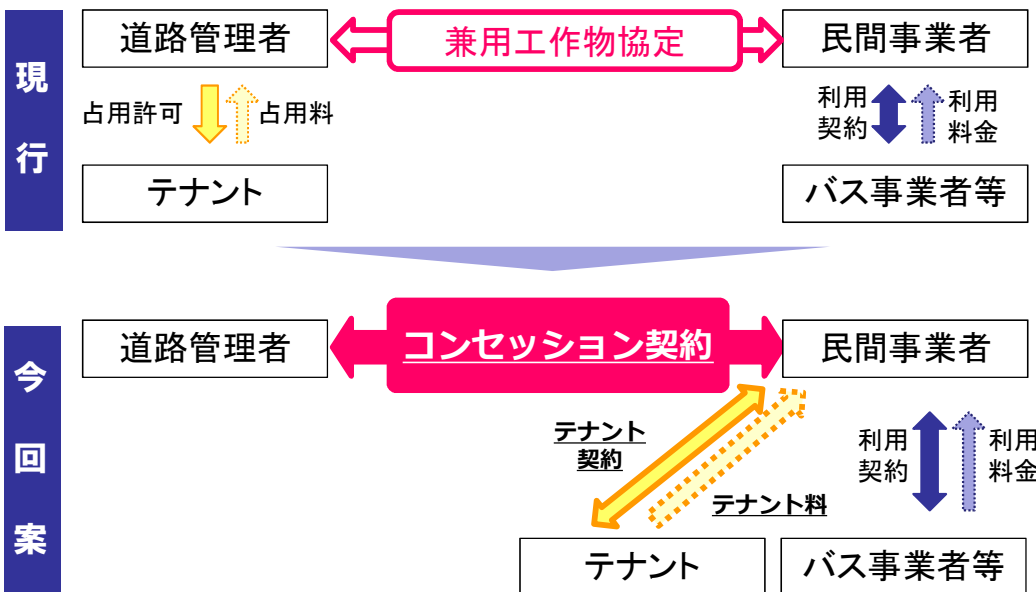 現行
道路管理者
兼用工作物協定
民間事業者
占用許可
占用料
利用
契約
利用
料金
テナント
バス事業者等
今回案
道路管理者
コンセッション契約
民間事業者
テナント
契約
テナント料
利用
契約
利用
料金
テナント
バス事業者等